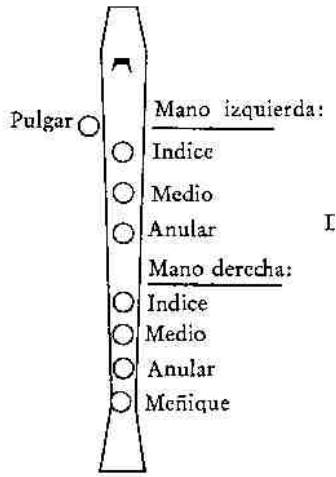 Mano izquierda:
Pulgar
Indice
Medio
Anular
D
Mano derecha:
Indice
Medio
Anular
Meñique